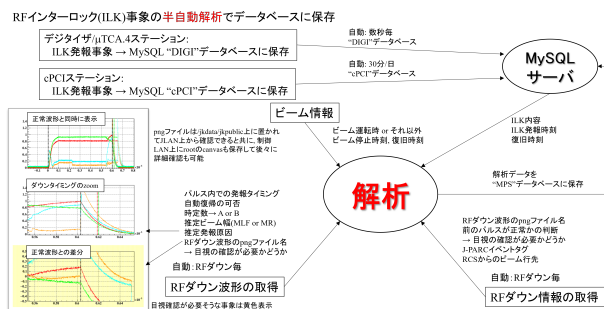 RFインターロック(ILK)事象の半自動解析でデータベースに保存
デジタイザ/μTCA.4ステーション:
ILK発報事象 → MySQL “DIGI”データベースに保存
自動: 数秒毎
“DIGI”データベース
cPCIステーション:
ILK発報事象 → MySQL “cPCI”データベースに保存
自動: 30分/日
“cPCI”データベース
MySQL
サーバ
正常波形と同時に表示
pngファイルは/jkdata/jkpublic上に置かれ
てJLAN上から確認できると共に, 制御
LAN上にrootのcanvasも保存して後々に
詳細確認も可能
ビーム情報
ビーム運転時 or それ以外
ビーム停止時刻, 復旧時刻
ILK内容
ILK発報時刻
復旧時刻
解析
解析データを
“MPS”データベースに保存
ダウンタイミングのzoom
パルス内での発報タイミング
自動復帰の可否
時定数→ A or B
推定ビーム幅(MLF or MR)
推定発報原因
RFダウン波形のpngファイル名
→ 目視の確認が必要かどうか
自動：RFダウン毎
RFダウン波形の取得
正常波形との差分
目視確認が必要そうな事象は黄色表示
RFダウン波形のpngファイル名
前のパルスが正常かの判断
→ 目視の確認が必要かどうか
J-PARCイベントタグ
RCSからのビーム行先
自動：RFダウン毎
RFダウン情報の取得